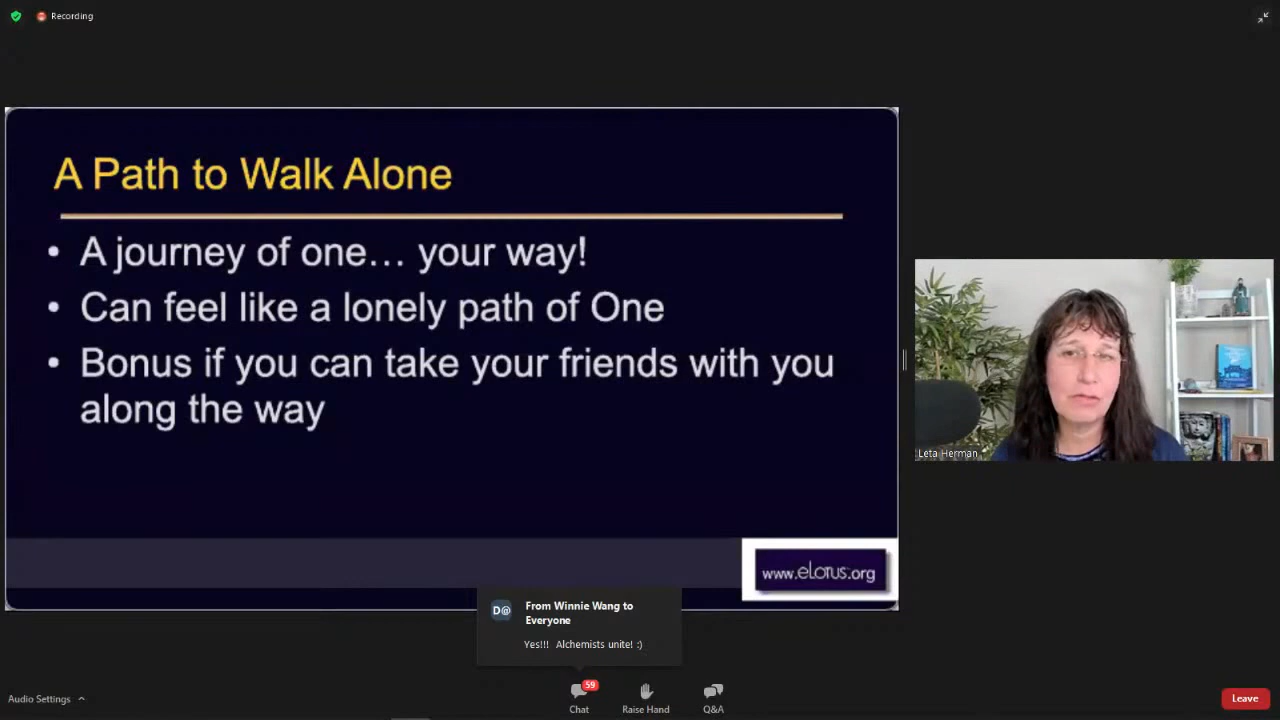 Recording
A Path to Walk Alone
• A journey of one… your way!
• Can feel like a lonely path of One
• Bonus if you can take your friends with you
along the way
www.eLotus.org
Leta Herman
D@
From Winnie Wang to
Everyone
Yes!!! Alchemists unite! :)
Audio Settings
59
Chat
Raise Hand
Q&A
Leave